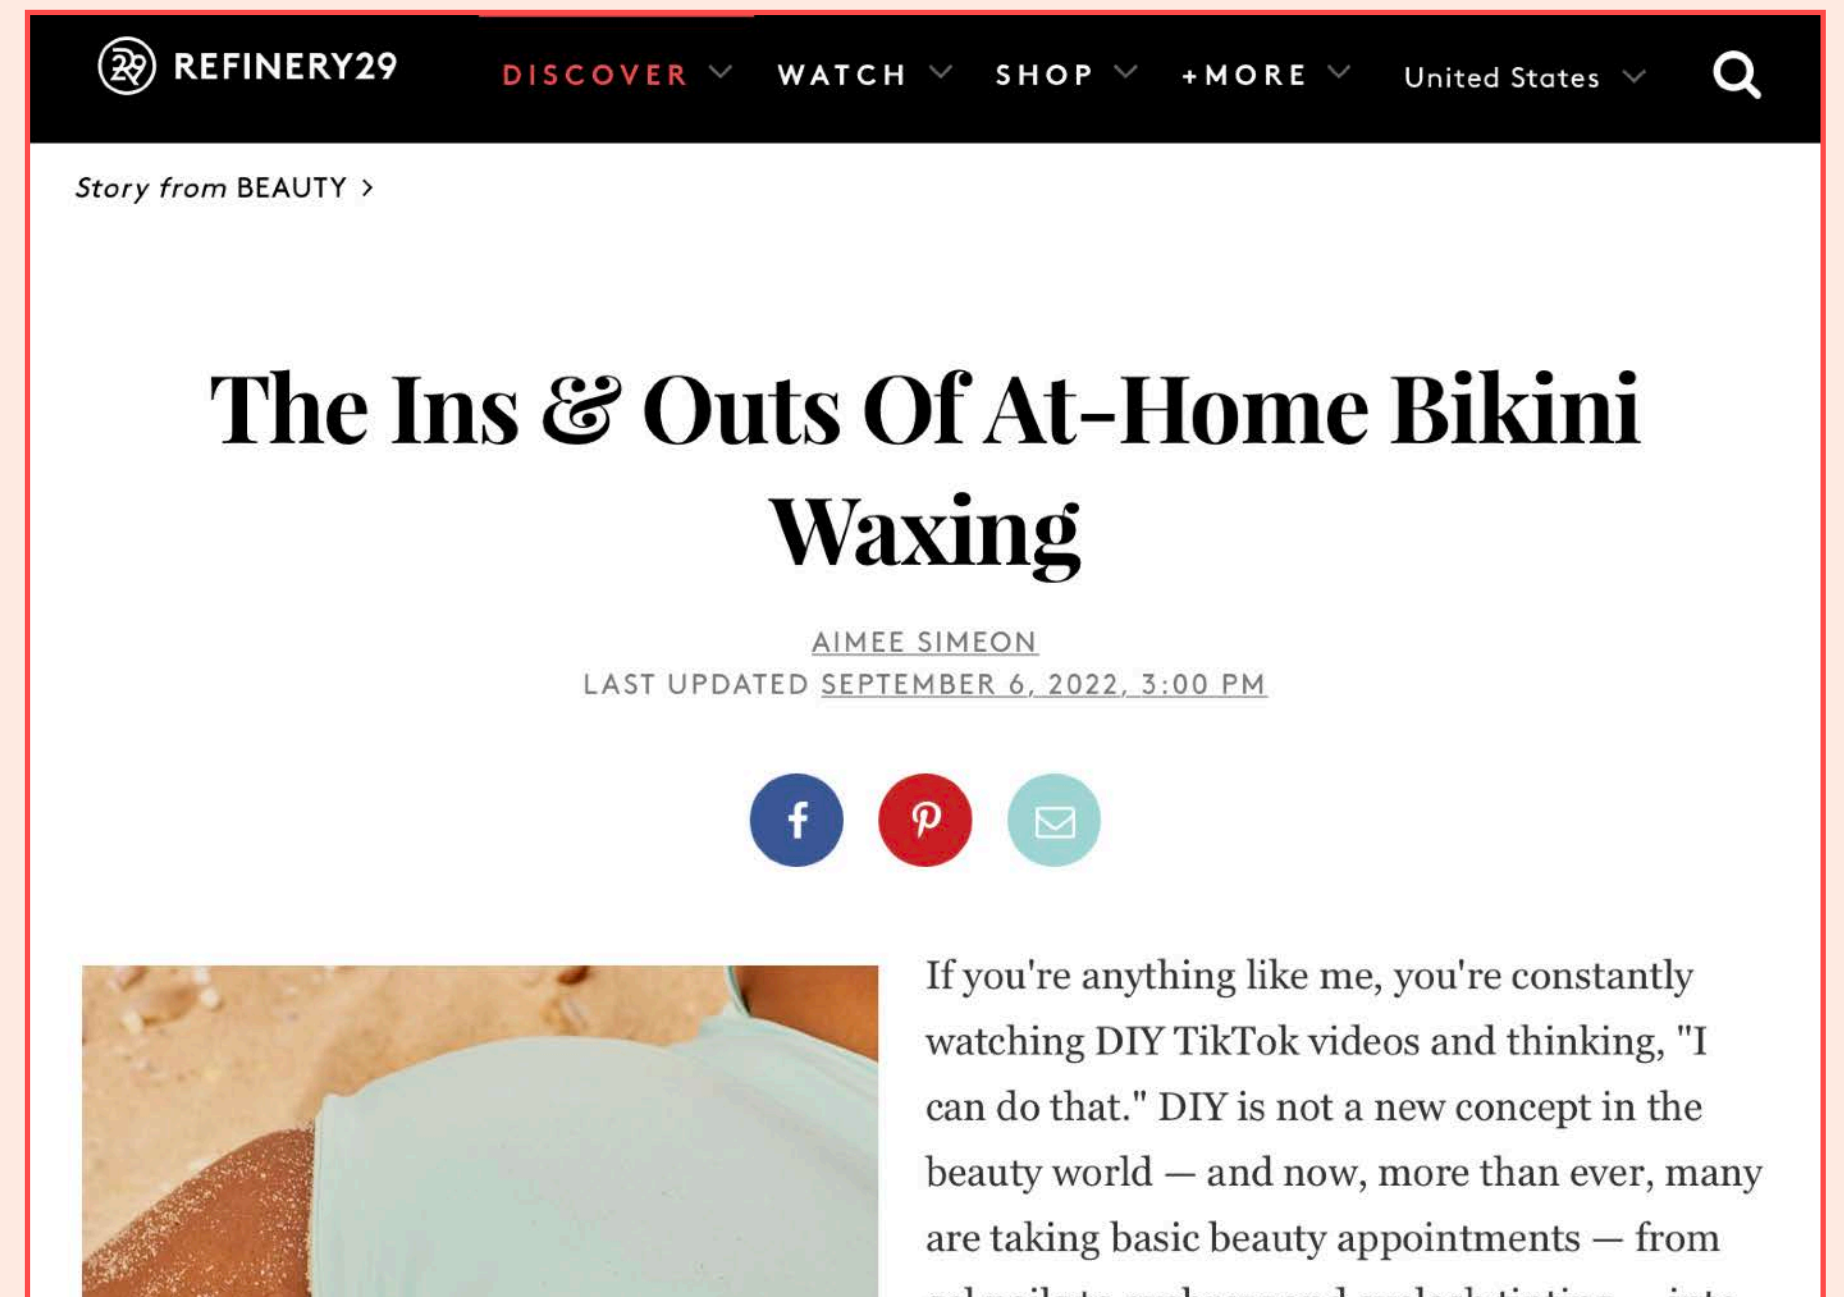 REFINERY29 DISCOVER WATCH SHOP +MORE United States
Story from BEAUTY >
The Ins & Outs Of At-Home Bikini
Waxing
AIMEE SIMEON
LAST UPDATED SEPTEMBER 6, 2022, 3:00 PM
If you're anything like me, you're constantly
watching DIY TikTok videos and thinking, "I
can do that." DIY is not a new concept in the
beauty world — and now, more than ever, many
are taking basic beauty appointments — from